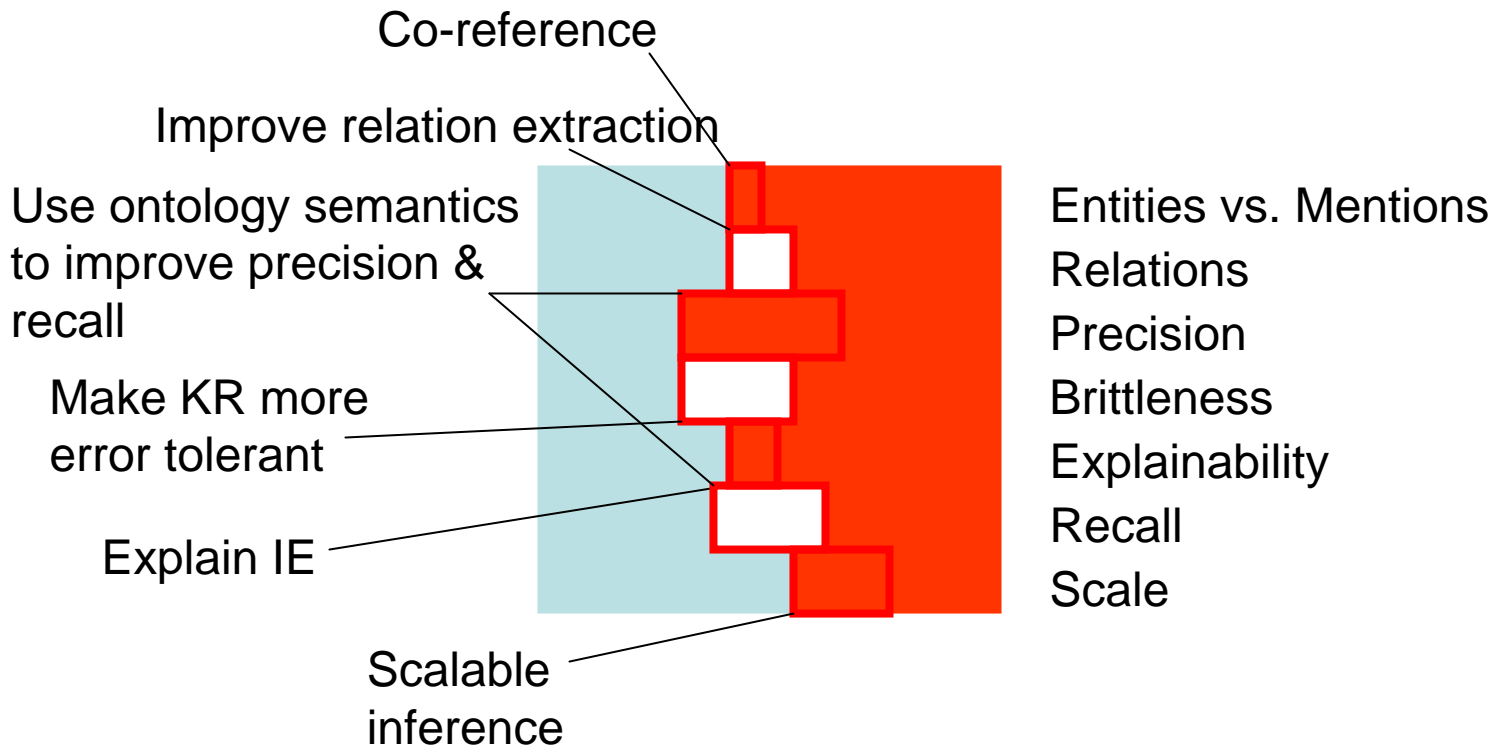 Co-reference
Improve relation extraction
Use ontology semantics
to improve precision &
recall
Make KR more
error tolerant
Explain IE
Scalable
inference
Entities vs. Mentions
Relations
Precision
Brittleness
Explainability
Recall
Scale